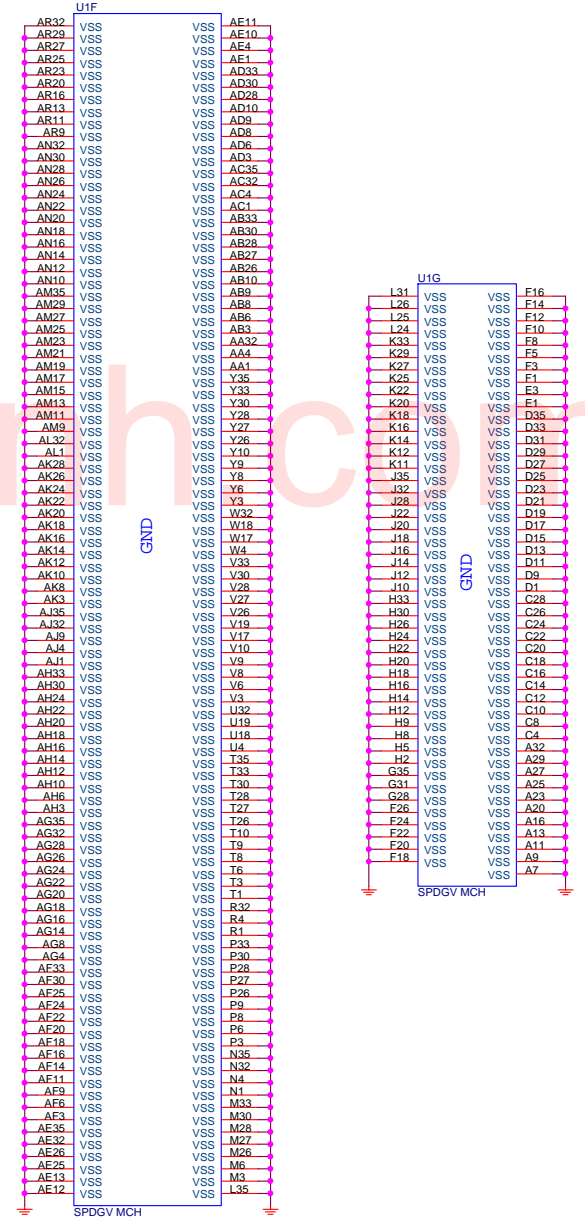 U1F
AR32 VSS VSS AE11
AR29 VSS VSS AE10
AR27 VSS VSS AE4
AR25 VSS VSS AE1
AR23 VSS VSS AD33
AR20 VSS VSS AD30
AR16 VSS VSS AD28
AR13 VSS VSS AD10
AR11 VSS VSS AD9
AR9 VSS VSS AD8
AN32 VSS VSS AD6
AN30 VSS VSS AD3
AN28 VSS VSS AC35
AN26 VSS VSS AC32
AN24 VSS VSS AC4
AN22 VSS VSS AC1
AN20 VSS VSS AB33
AN18 VSS VSS AB30
AN16 VSS VSS AB28
AN14 VSS VSS AB27
AN12 VSS VSS AB26
AN10 VSS VSS AB10
AM35 VSS VSS AB9
AM29 VSS VSS AB8
AM27 VSS VSS AB6
AM25 VSS VSS AB3
AM23 VSS VSS AA32
AM21 VSS VSS AA4
AM19 VSS VSS AA1
AM17 VSS VSS Y35
AM15 VSS VSS Y33
AM13 VSS VSS Y30
AM11 VSS VSS Y28
AM9 VSS VSS Y27
AL32 VSS VSS Y26
AL1 VSS VSS Y10
AK28 VSS VSS Y9
AK26 VSS VSS Y8
AK24 VSS VSS Y6
AK22 VSS VSS Y3
AK20 VSS VSS W32
AK18 VSS VSS W18
AK16 VSS VSS W17
AK14 VSS VSS W4
AK12 VSS VSS V33
AK10 VSS VSS V30
AK8 VSS VSS V28
AK3 VSS VSS V27
AJ35 VSS VSS V26
AJ32 VSS VSS V19
AJ9 VSS VSS V17
AJ4 VSS VSS V10
AJ1 VSS VSS V9
AH33 VSS VSS V8
AH30 VSS VSS V6
AH24 VSS VSS V3
AH22 VSS VSS U32
AH20 VSS VSS U19
AH18 VSS VSS U18
AH16 VSS VSS U4
AH14 VSS VSS T35
AH12 VSS VSS T33
AH10 VSS VSS T30
AH6 VSS VSS T28
AH3 VSS VSS T27
AG35 VSS VSS T26
AG32 VSS VSS T10
AG28 VSS VSS T9
AG26 VSS VSS T8
AG24 VSS VSS T6
AG22 VSS VSS T3
AG20 VSS VSS T1
AG18 VSS VSS R32
AG16 VSS VSS R4
AG14 VSS VSS R1
AG8 VSS VSS P33
AG4 VSS VSS P30
AF33 VSS VSS P28
AF30 VSS VSS P27
AF25 VSS VSS P26
AF24 VSS VSS P9
AF22 VSS VSS P8
AF20 VSS VSS P6
AF18 VSS VSS P3
AF16 VSS VSS N35
AF14 VSS VSS N32
AF11 VSS VSS N4
AF9 VSS VSS N1
AF6 VSS VSS M33
AF3 VSS VSS M30
AE35 VSS VSS M28
AE32 VSS VSS M27
AE26 VSS VSS M26
AE25 VSS VSS M6
AE13 VSS VSS M3
AE12 VSS VSS L35
GND
SPDGV MCH
U1G
L31 VSS VSS F16
L26 VSS VSS F14
L25 VSS VSS F12
L24 VSS VSS F10
K33 VSS VSS F8
K29 VSS VSS F5
K27 VSS VSS F3
K25 VSS VSS F1
K22 VSS VSS E3
K20 VSS VSS E1
K18 VSS VSS D35
K16 VSS VSS D33
K14 VSS VSS D31
K12 VSS VSS D29
K11 VSS VSS D27
J35 VSS VSS D25
J32 VSS VSS D23
J28 VSS VSS D21
J22 VSS VSS D19
J20 VSS VSS D17
J18 VSS VSS D15
J16 VSS VSS D13
J14 VSS VSS D11
J12 VSS VSS D9
J10 VSS VSS D1
H33 VSS VSS C28
H30 VSS VSS C26
H26 VSS VSS C24
H24 VSS VSS C22
H22 VSS VSS C20
H20 VSS VSS C18
H18 VSS VSS C16
H16 VSS VSS C14
H14 VSS VSS C12
H12 VSS VSS C10
H9 VSS VSS C8
H8 VSS VSS C4
H5 VSS VSS A32
H2 VSS VSS A29
G35 VSS VSS A27
G31 VSS VSS A25
G28 VSS VSS A23
F26 VSS VSS A20
F24 VSS VSS A16
F22 VSS VSS A13
F20 VSS VSS A11
F18 VSS VSS A9
VSS A7
GND
SPDGV MCH